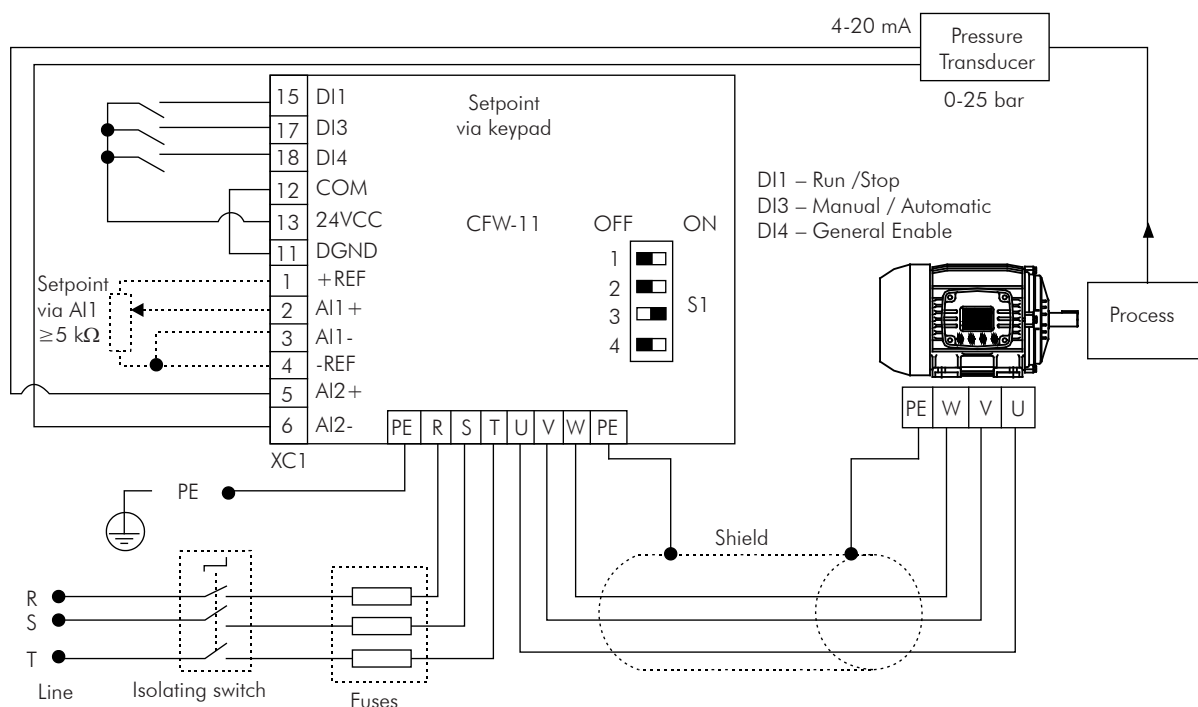 4-20 mA
Pressure
Transducer
0-25 bar
15 DI1
17 DI3
18 DI4
12 COM
13 24VCC
11 DGND
1 +REF
2 AI1+
3 AI1-
4 -REF
5 AI2+
6 AI2-
XC1
Setpoint
via keypad
CFW-11
OFF ON
1
2
3
4
S1
DI1 – Run /Stop
DI3 – Manual / Automatic
DI4 – General Enable
Setpoint
via AI1
≥5 kΩ
Process
PE R S T U V W PE
PE W V U
PE
Shield
R
S
T
Line
Isolating switch
Fuses